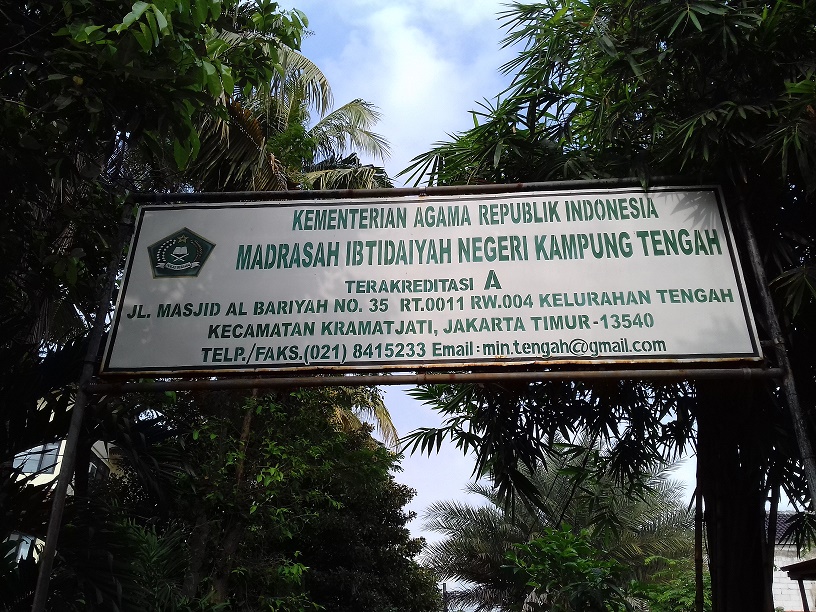 KEMENTERIAN AGAMA REPUBLIK INDONESIA
MADRASAH IBTIDAIYAH NEGERI KAMPUNG TENGAH
TERAKREDITASI A
JL. MASJID AL BARIYAH NO. 35 RT.0011 RW.004 KELURAHAN TENGAH
KECAMATAN KRAMATJATI, JAKARTA TIMUR-13540
TELP./FAKS.(021) 8415233 Email : min.tengah@gmail.com